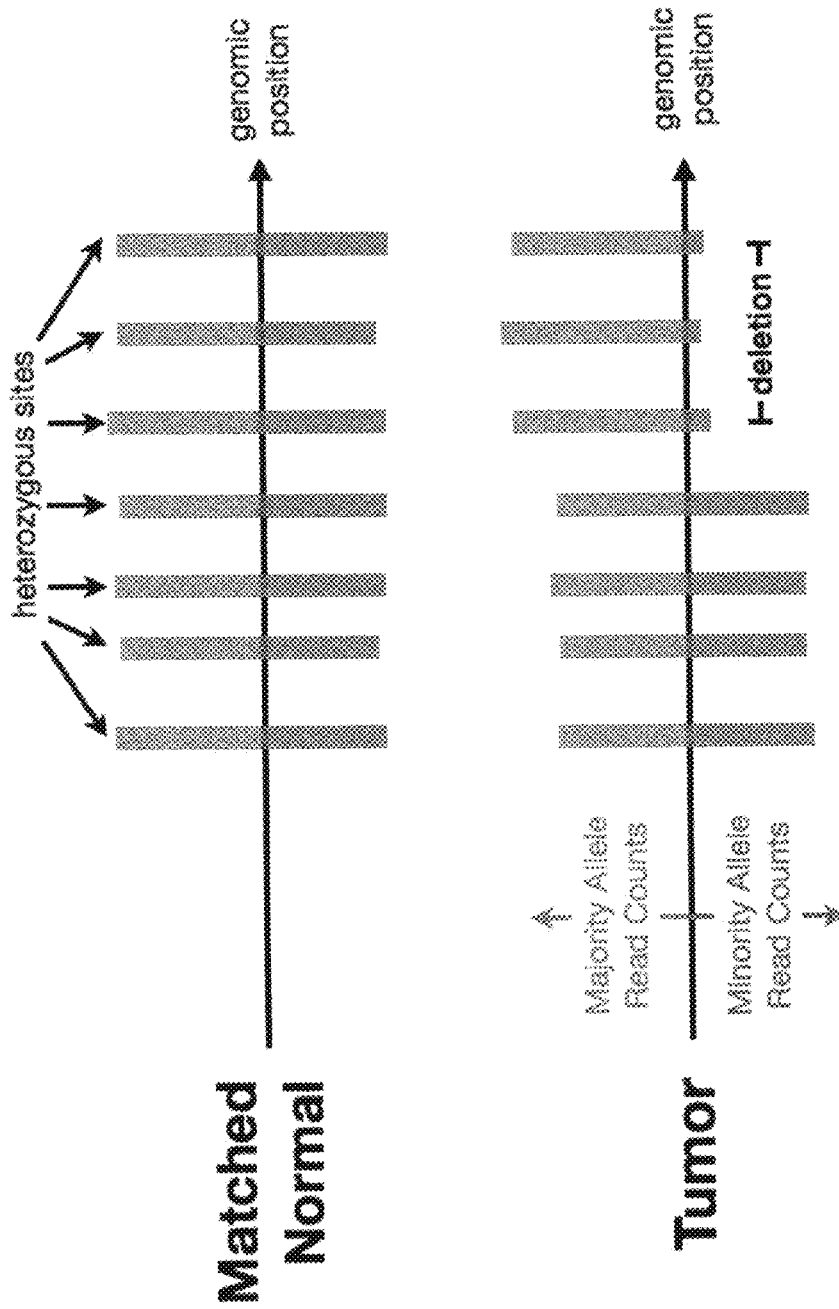 heterozygous sites
Matched
Normal
genomic
position
Majority Allele
Read Counts
Minority Allele
Read Counts
Tumor
genomic
position
deletion